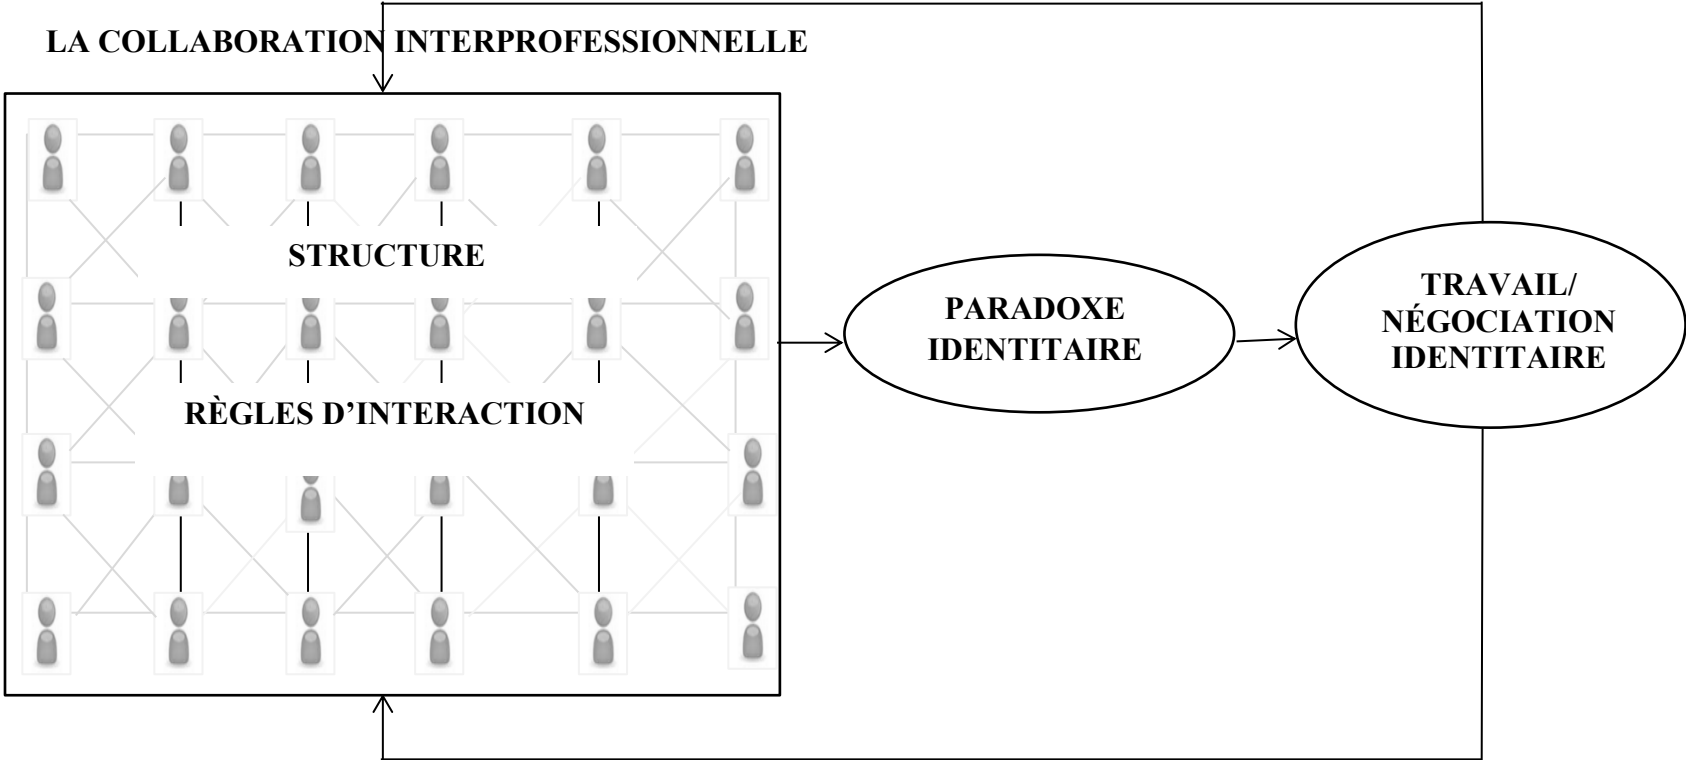 LA COLLABORATION INTERPROFESSIONNELLE
STRUCTURE
RÈGLES D’INTERACTION
PARADOXE
IDENTITAIRE
TRAVAIL/
NÉGOCIATION
IDENTITAIRE